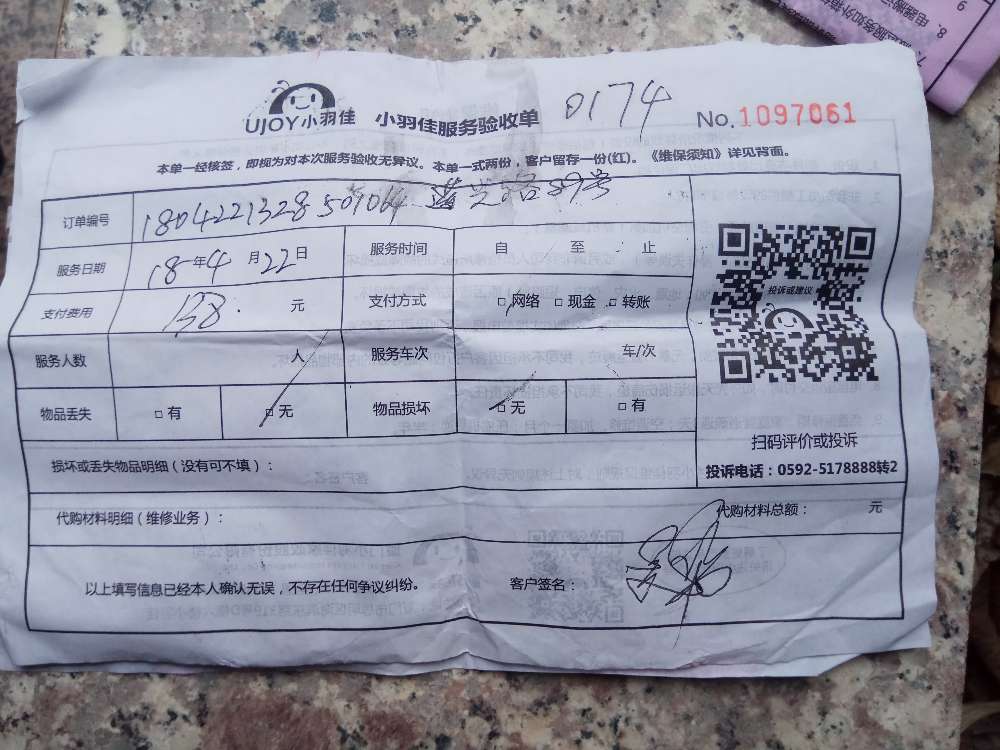 UJOY小羽佳 小羽佳服务验收单 0174 No.1097061
本单一经核签，即视为对本次服务验收无异议。本单一式两份，客户留存一份(红)。《维保须知》详见背面。
订单编号 路89号
服务日期 18年4月22日 服务时间 自 至 止
投诉或建议
支付费用 138. 元 支付方式 □网络 □现金 □转账
服务人数 人 服务车次 车/次
物品丢失 □有 □无 物品损坏 □无 □有
扫码评价或投诉
损坏或丢失物品明细（没有可不填）：
投诉电话：0592-5178888转2
代购材料明细（维修业务）： 代购材料总额： 元
以上填写信息已经本人确认无误，不存在任何争议纠纷。 客户签名：